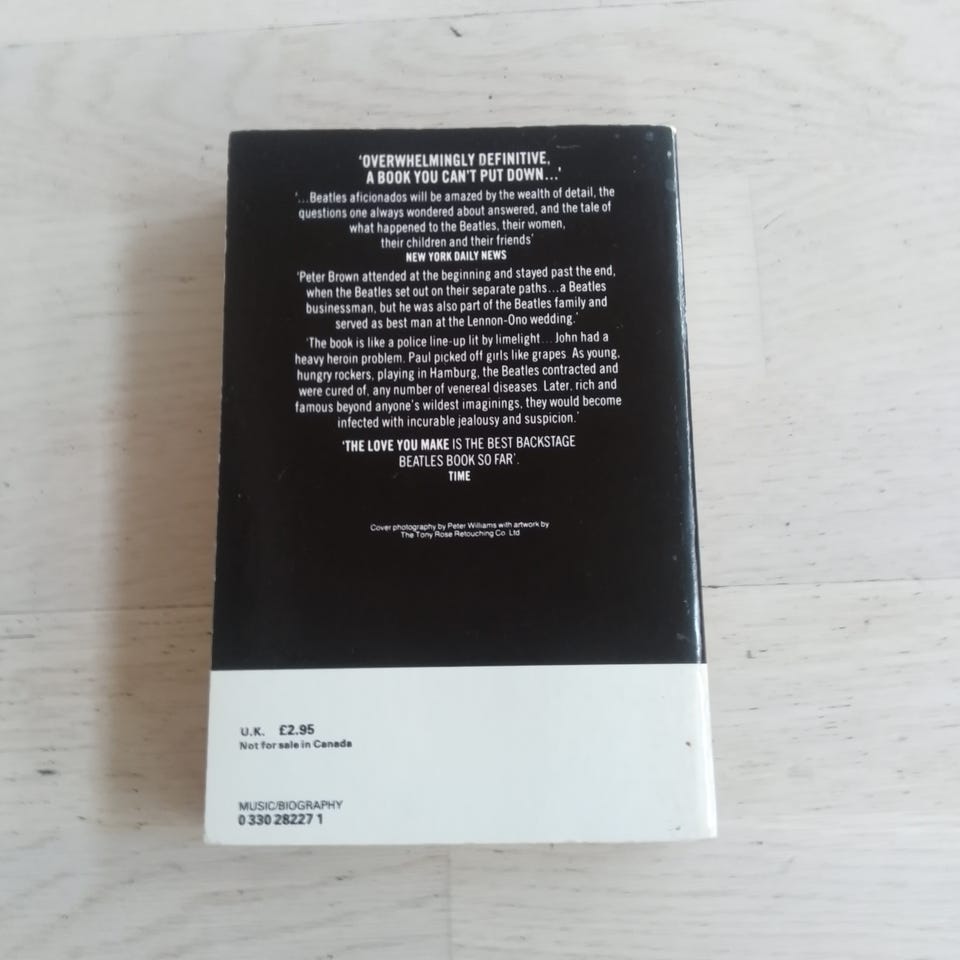 'OVERWHELMINGLY DEFINITIVE,
A BOOK YOU CAN'T PUT DOWN...'
'...Beatles aficionados will be amazed by the wealth of detail, the
questions one always wondered about answered, and the tale of
what happened to the Beatles, their women,
their children and their friends'
NEW YORK DAILY NEWS
'Peter Brown attended at the beginning and stayed past the end,
when the Beatles set out on their separate paths...a Beatles
businessman, but he was also part of the Beatles family and
served as best man at the Lennon-Ono wedding.'
'The book is like a police line-up lit by limelight...John had a
heavy heroin problem. Paul picked off girls like grapes. As young,
hungry rockers, playing in Hamburg, the Beatles contracted and
were cured of, any number of venereal diseases. Later, rich and
famous beyond anyone's wildest imaginings, they would become
infected with incurable jealousy and suspicion.'
'THE LOVE YOU MAKE IS THE BEST BACKSTAGE
BEATLES BOOK SO FAR'.
TIME
Cover photography by Peter Williams with artwork by
The Tony Rose Retouching Co. Ltd
U.K. £2.95
Not for sale in Canada
MUSIC/BIOGRAPHY
0 330 28227 1